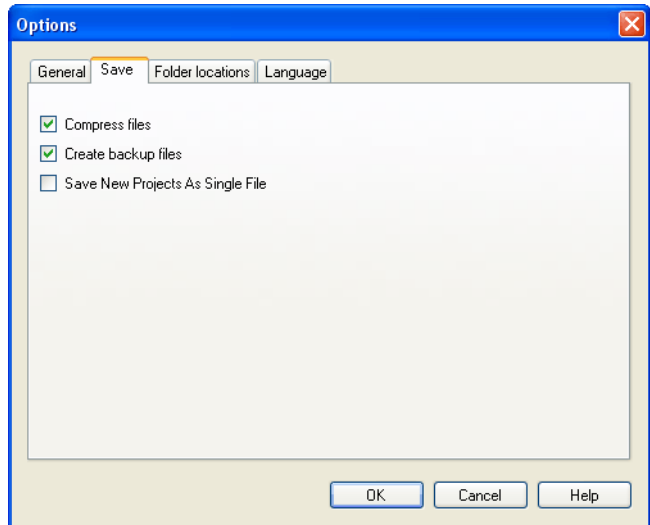 Options
General Save Folder locations Language
Compress files
Create backup files
Save New Projects As Single File
OK Cancel Help